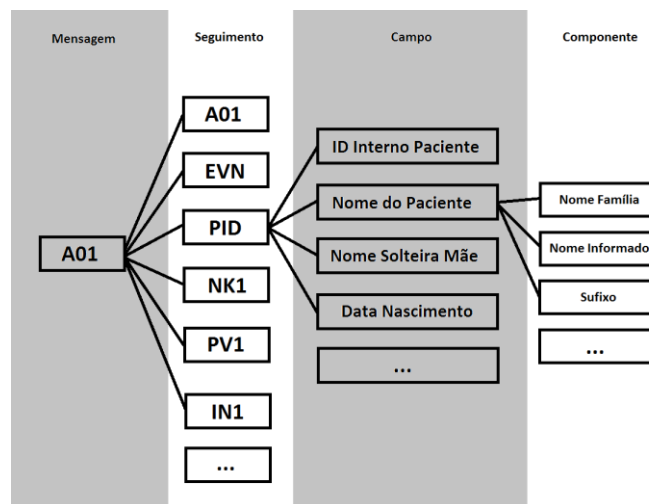 Mensagem
Seguimento
Campo
Componente
A01
A01
EVN
PID
NK1
PV1
IN1
...
ID Interno Paciente
Nome do Paciente
Nome Solteira Mãe
Data Nascimento
...
Nome Família
Nome Informado
Sufixo
...